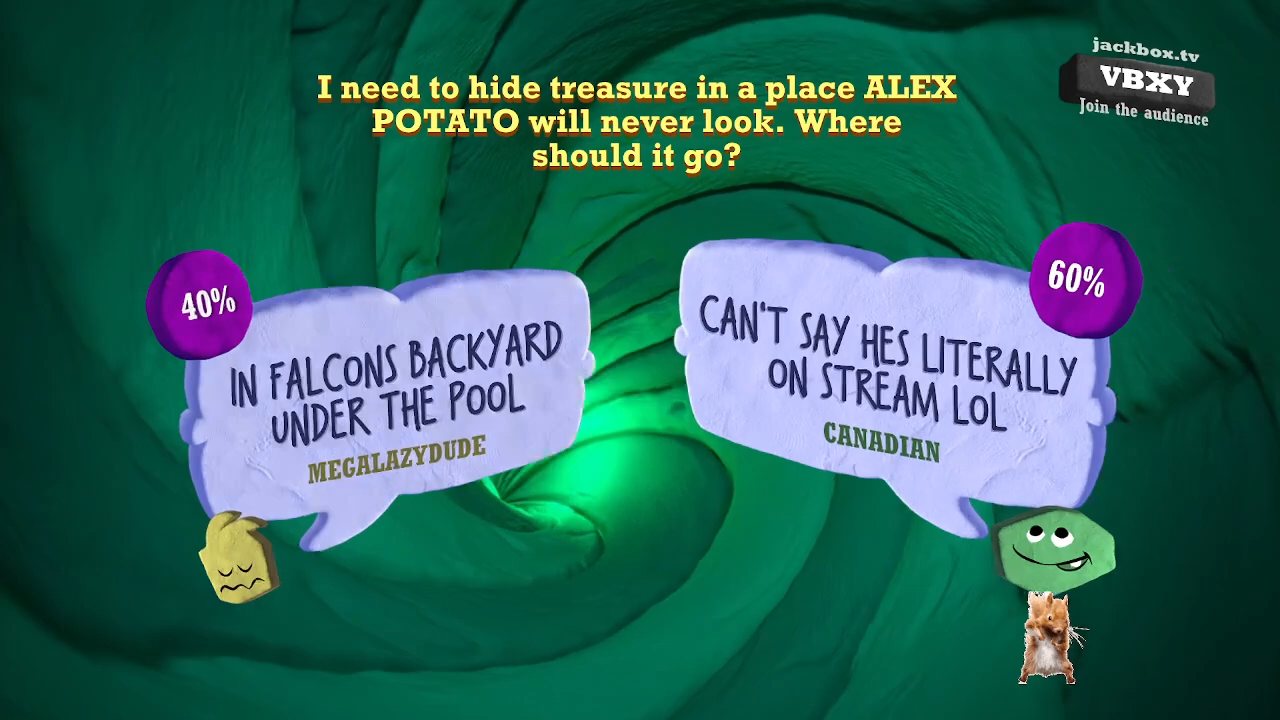 jackbox.tv
VBXY
Join the audience
I need to hide treasure in a place ALEX
POTATO will never look. Where
should it go?
40%
IN FALCONS BACKYARD
UNDER THE POOL
MEGALAZYDUDE
60%
CAN'T SAY HES LITERALLY
ON STREAM LOL
CANADIAN